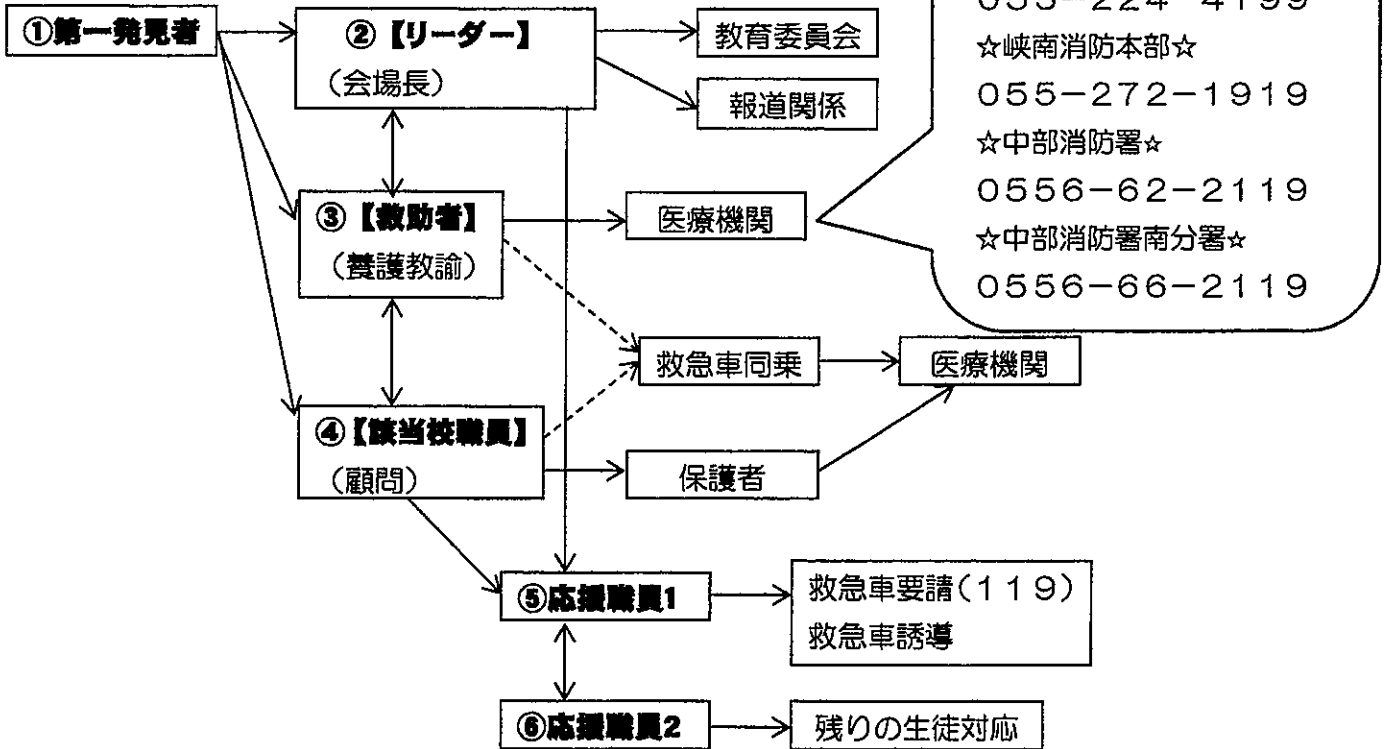 ①第一発見者
②【リーダー】
（会場長）
教育委員会
報道関係
055-224-4199
☆峡南消防本部☆
055-272-1919
☆中部消防署☆
0556-62-2119
☆中部消防署南分署☆
0556-66-2119
③【救助者】
（養護教諭）
医療機関
救急車同乗
医療機関
④【該当校職員】
（顧問）
保護者
⑤応援職員1
救急車要請（119）
救急車誘導
⑥応援職員2
残りの生徒対応